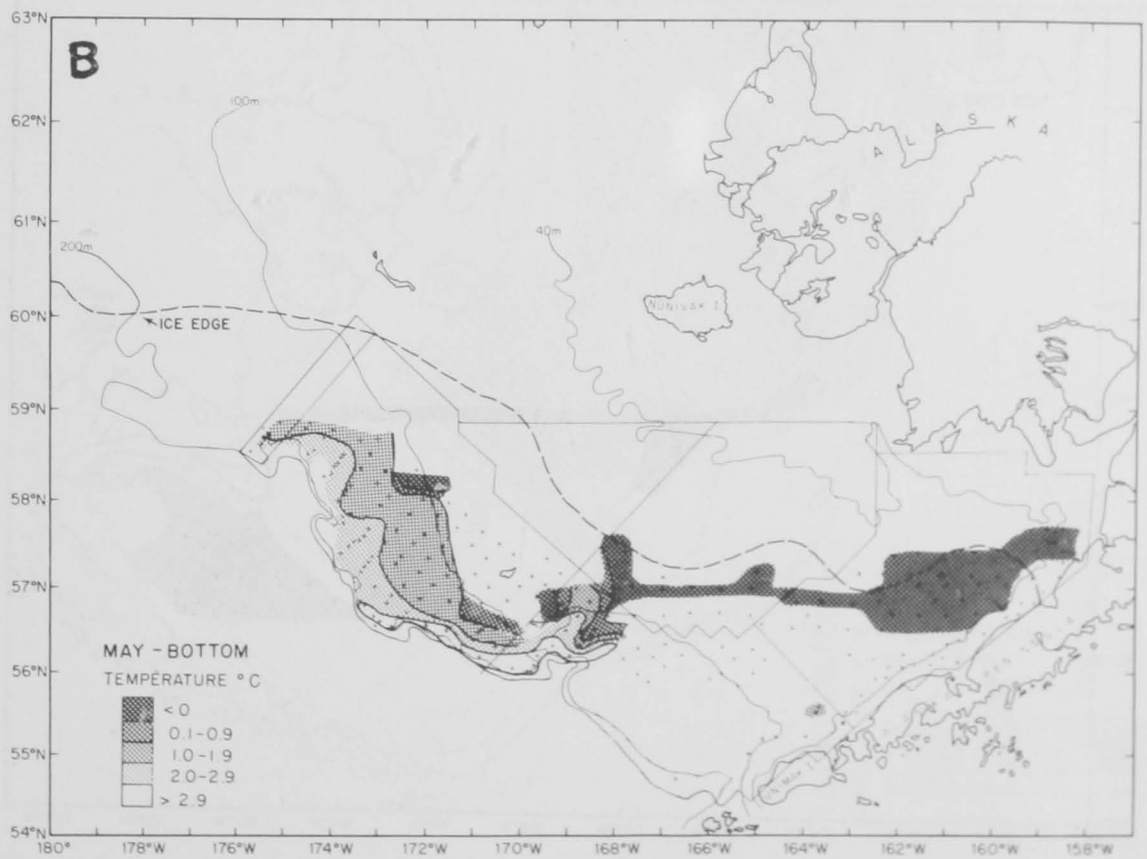 63°N
B
100m
62°N
A L A S K A
61°N
200m
40m
NUNIVAK I.
60°N
ICE EDGE
59°N
58°N
57°N
MAY - BOTTOM
56°N
TEMPERATURE °C
<0
0.1-0.9
55°N
1.0-1.9
2.0-2.9
> 2.9
54°N
180° 178°W 176°W 174°W 172°W 170°W 168°W 166°W 164°W 162°W 160°W 158°W